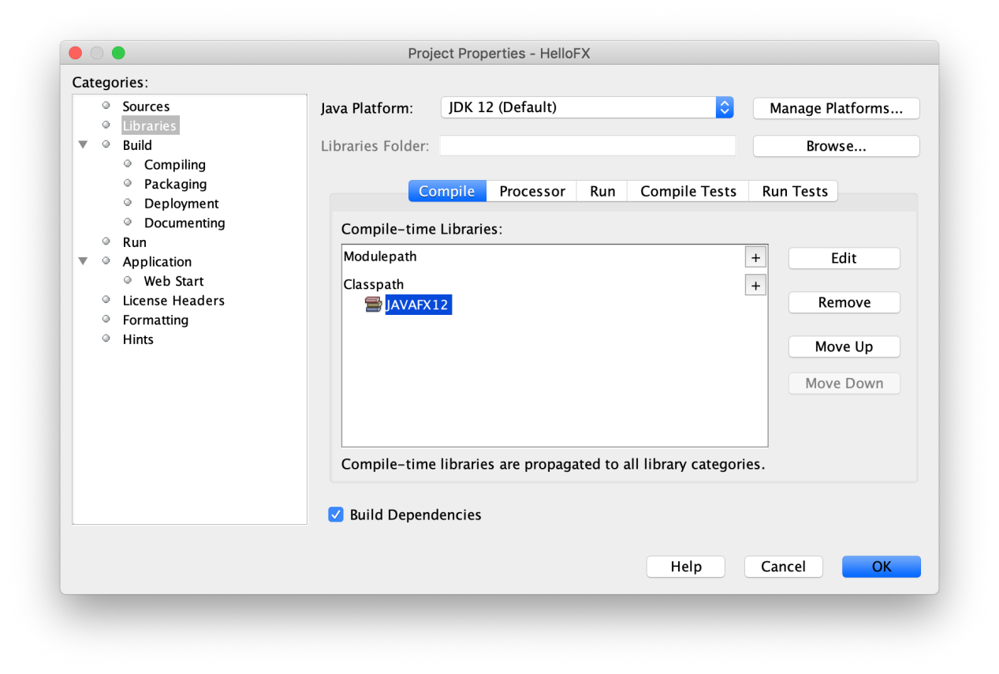 Project Properties - HelloFX
Categories:
Sources
Libraries
Build
Compiling
Packaging
Deployment
Documenting
Run
Application
Web Start
License Headers
Formatting
Hints
Java Platform: JDK 12 (Default) Manage Platforms...
Libraries Folder: Browse...
Compile Processor Run Compile Tests Run Tests
Compile-time Libraries:
Modulepath +
Classpath +
JAVAFX12
Edit
Remove
Move Up
Move Down
Compile-time libraries are propagated to all library categories.
Build Dependencies
Help Cancel OK